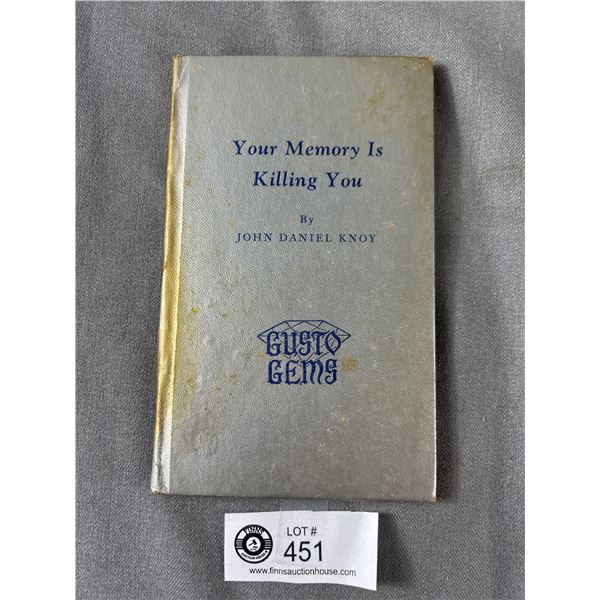 Your Memory Is
Killing You
By
JOHN DANIEL KNOY
GUSTO
GEMS
LOT #
451
www.finnsauctionhouse.com